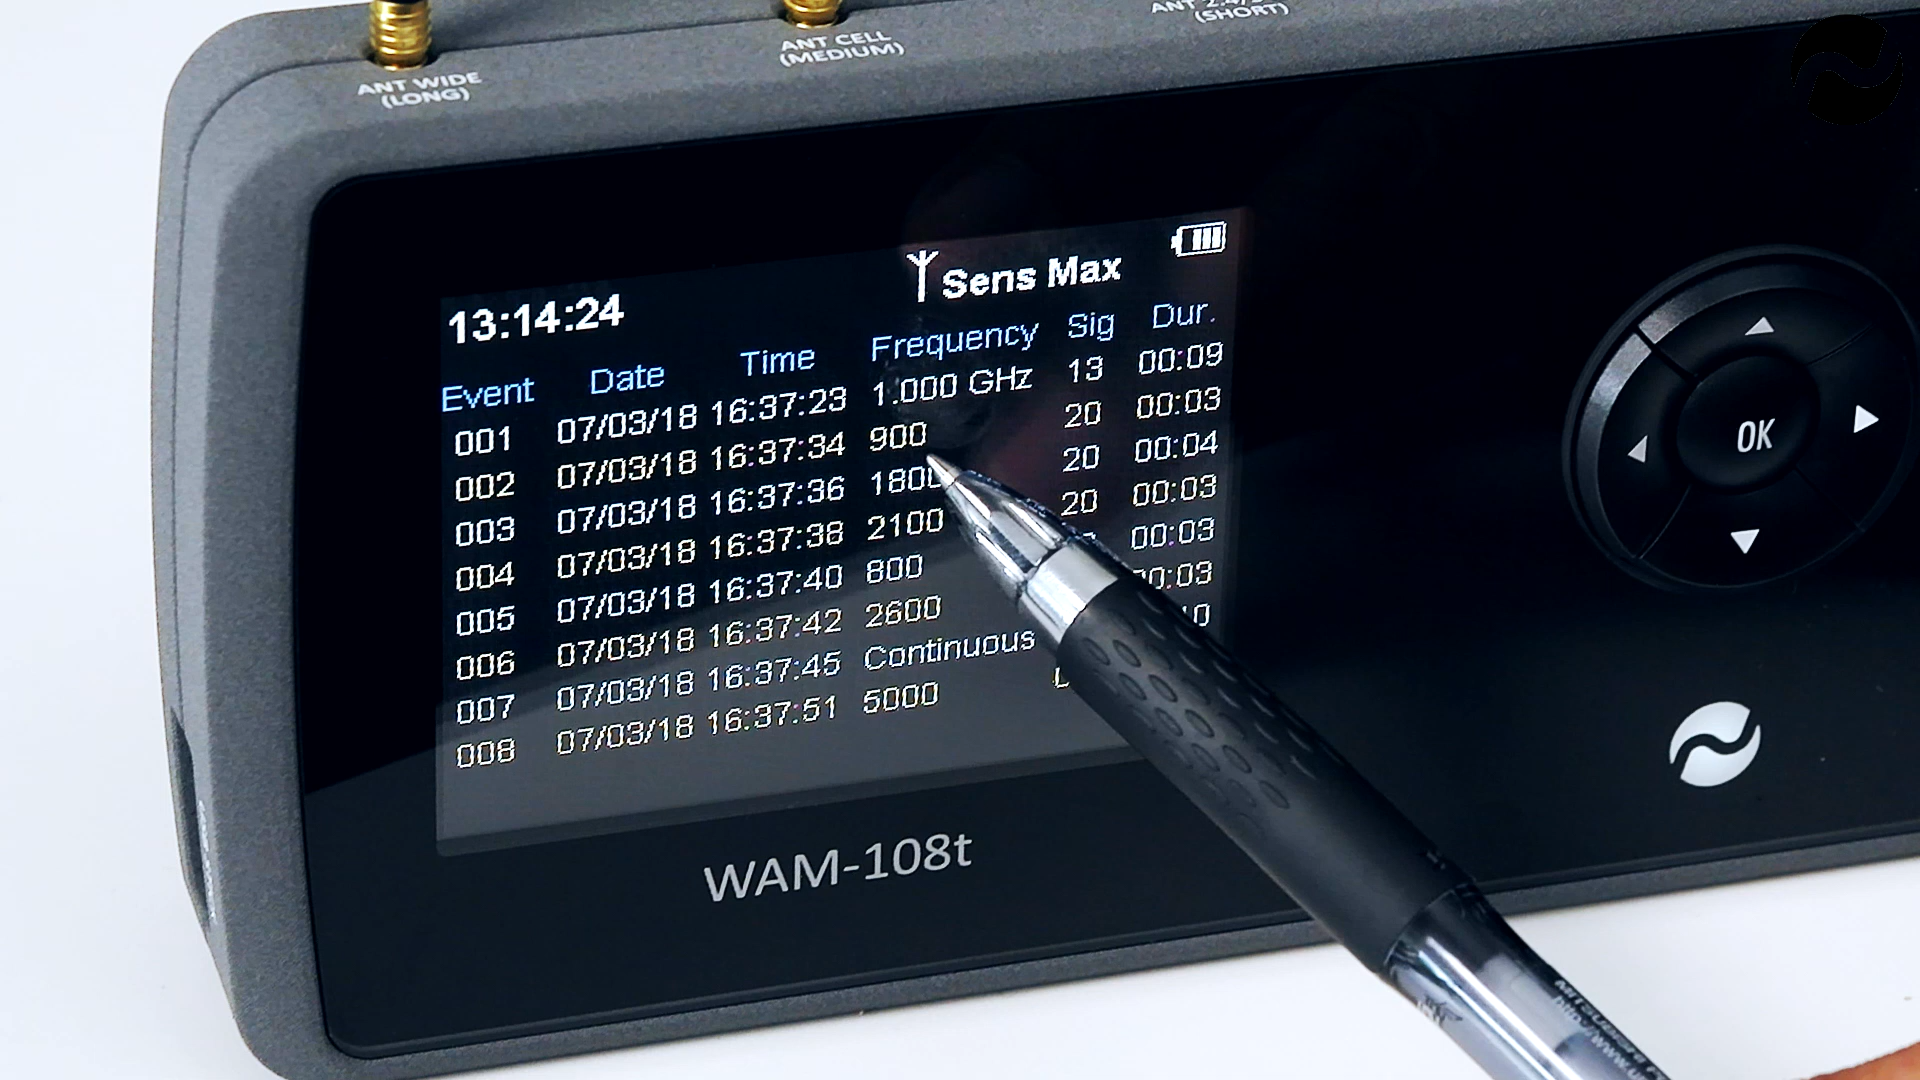 ANT WIDE
(LONG)
ANT CELL
(MEDIUM)
ANT
(SHORT)
13:14:24 Sens Max
Event Date Time Frequency Sig Dur.
001 07/03/18 16:37:23 1.000 GHz 13 00:09
002 07/03/18 16:37:34 900 20 00:03
003 07/03/18 16:37:36 1800 20 00:04
004 07/03/18 16:37:38 2100 20 00:03
005 07/03/18 16:37:40 800 00:03
006 07/03/18 16:37:42 2600 00:03
007 07/03/18 16:37:45 Continuous
008 07/03/18 16:37:51 5000
OK
WAM-108t